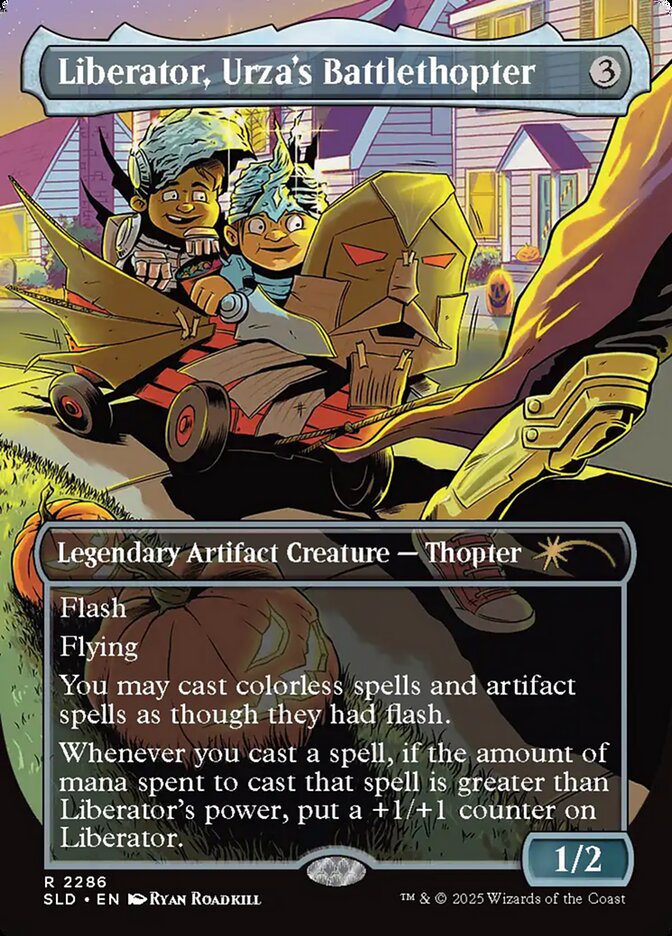 Liberator, Urza's Battlethopter 3
Legendary Artifact Creature — Thopter
Flash
Flying
You may cast colorless spells and artifact
spells as though they had flash.
Whenever you cast a spell, if the amount of
mana spent to cast that spell is greater than
Liberator's power, put a +1/+1 counter on
Liberator.
1/2
R 2286
SLD • EN Ryan Roadkill
™ & © 2025 Wizards of the Coast